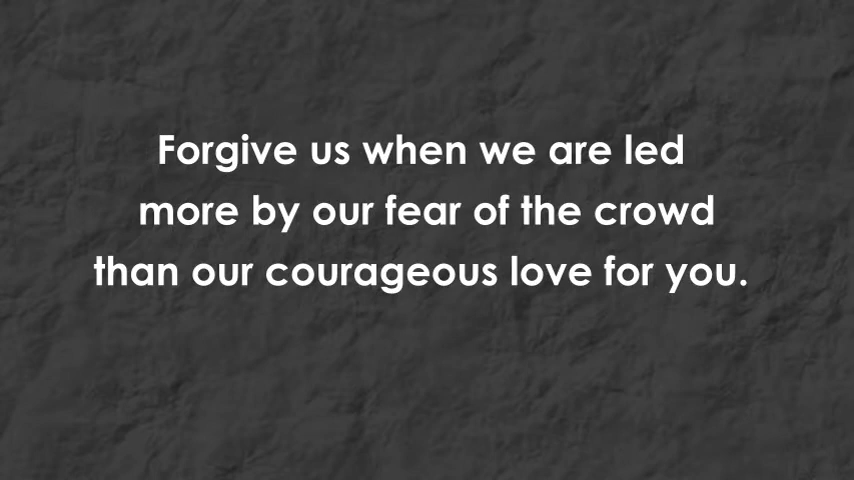 Forgive us when we are led
more by our fear of the crowd
than our courageous love for you.